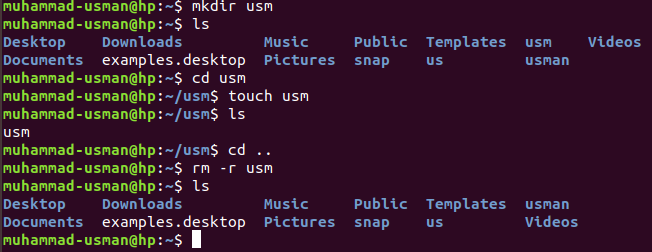 muhammad-usman@hp:~$ mkdir usm
muhammad-usman@hp:~$ ls
Desktop Downloads Music Public Templates usm Videos
Documents examples.desktop Pictures snap us usman
muhammad-usman@hp:~$ cd usm
muhammad-usman@hp:~/usm$ touch usm
muhammad-usman@hp:~/usm$ ls
usm
muhammad-usman@hp:~/usm$ cd ..
muhammad-usman@hp:~$ rm -r usm
muhammad-usman@hp:~$ ls
Desktop Downloads Music Public Templates usman
Documents examples.desktop Pictures snap us Videos
muhammad-usman@hp:~$